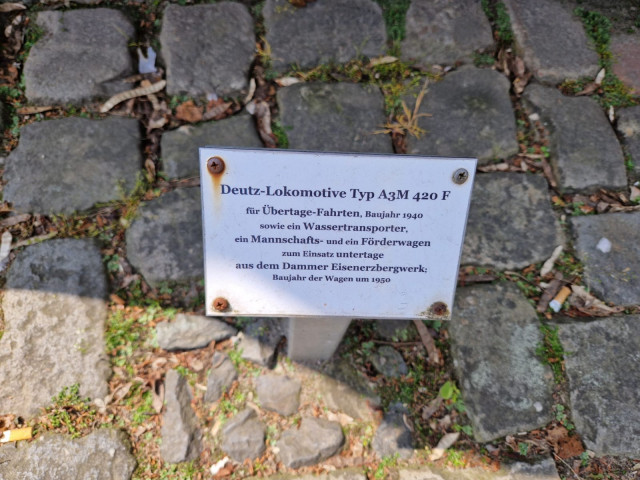 Deutz-Lokomotive Typ A3M 420 F
für Übertage-Fahrten, Baujahr 1940
sowie ein Wassertransporter,
ein Mannschafts- und ein Förderwagen
zum Einsatz untertage
aus dem Dammer Eisenerzbergwerk;
Baujahr der Wagen um 1950